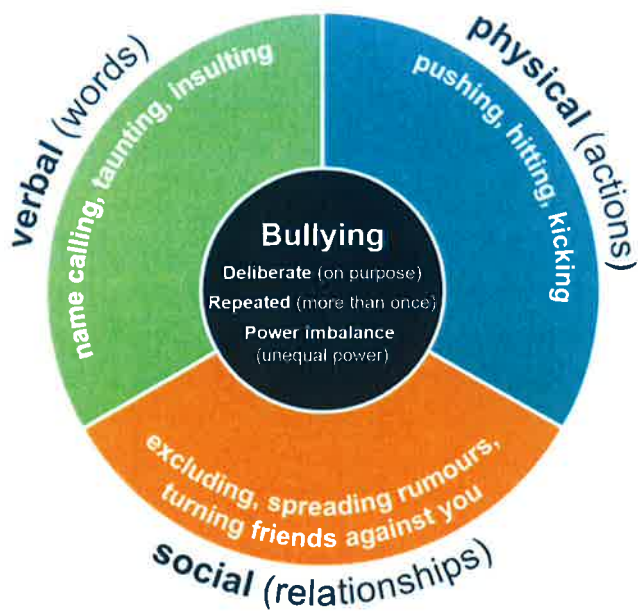 verbal (words)
name calling, taunting, insulting
physical (actions)
pushing, hitting, kicking
Bullying
Deliberate (on purpose)
Repeated (more than once)
Power imbalance
(unequal power)
excluding, spreading rumours,
turning friends against you
social (relationships)